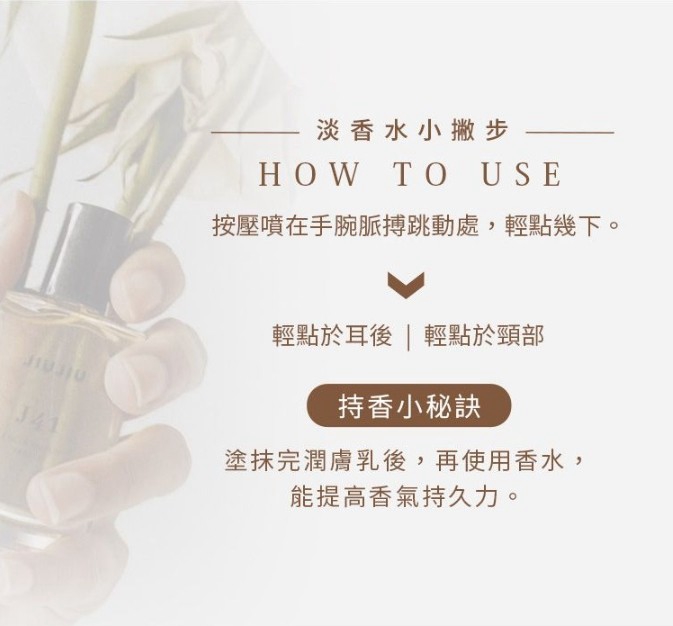 淡香水小撇步
HOW TO USE
按壓噴在手腕脈搏跳動處，輕點幾下。
輕點於耳後 | 輕點於頸部
持香小秘訣
塗抹完潤膚乳後，再使用香水，
能提高香氣持久力。